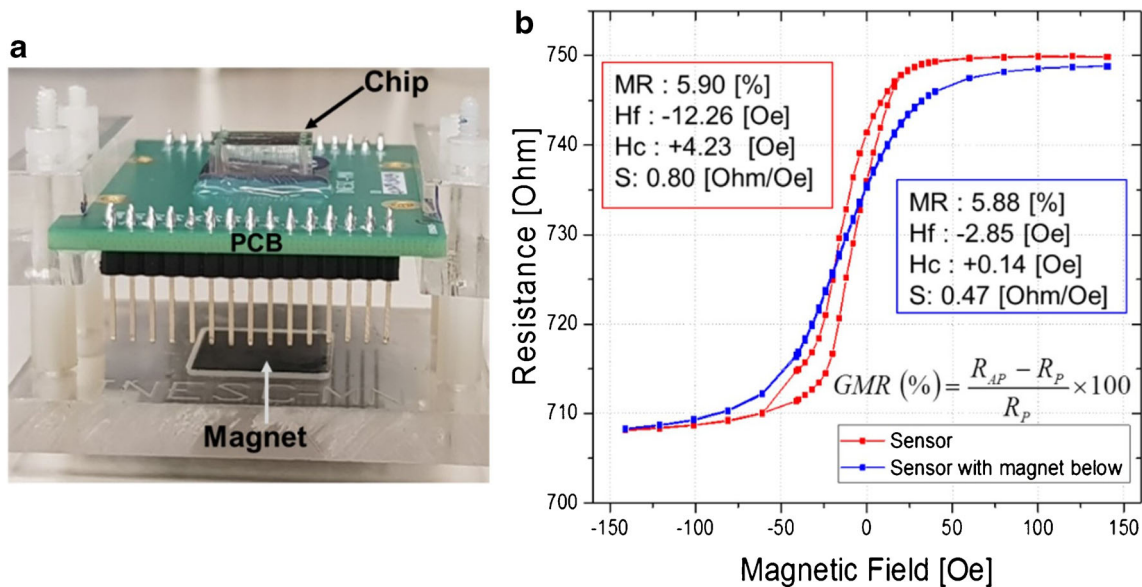 a
Chip
PCB
INESC-MN
Magnet
b
Resistance [Ohm]
750
740
730
720
710
700
MR : 5.90 [%]
Hf : -12.26 [Oe]
Hc : +4.23 [Oe]
S: 0.80 [Ohm/Oe]
MR : 5.88 [%]
Hf : -2.85 [Oe]
Hc : +0.14 [Oe]
S: 0.47 [Ohm/Oe]
GMR (%) = (R_AP − R_P) / R_P ×100
Sensor
Sensor with magnet below
-150 -100 -50 0 50 100 150
Magnetic Field [Oe]